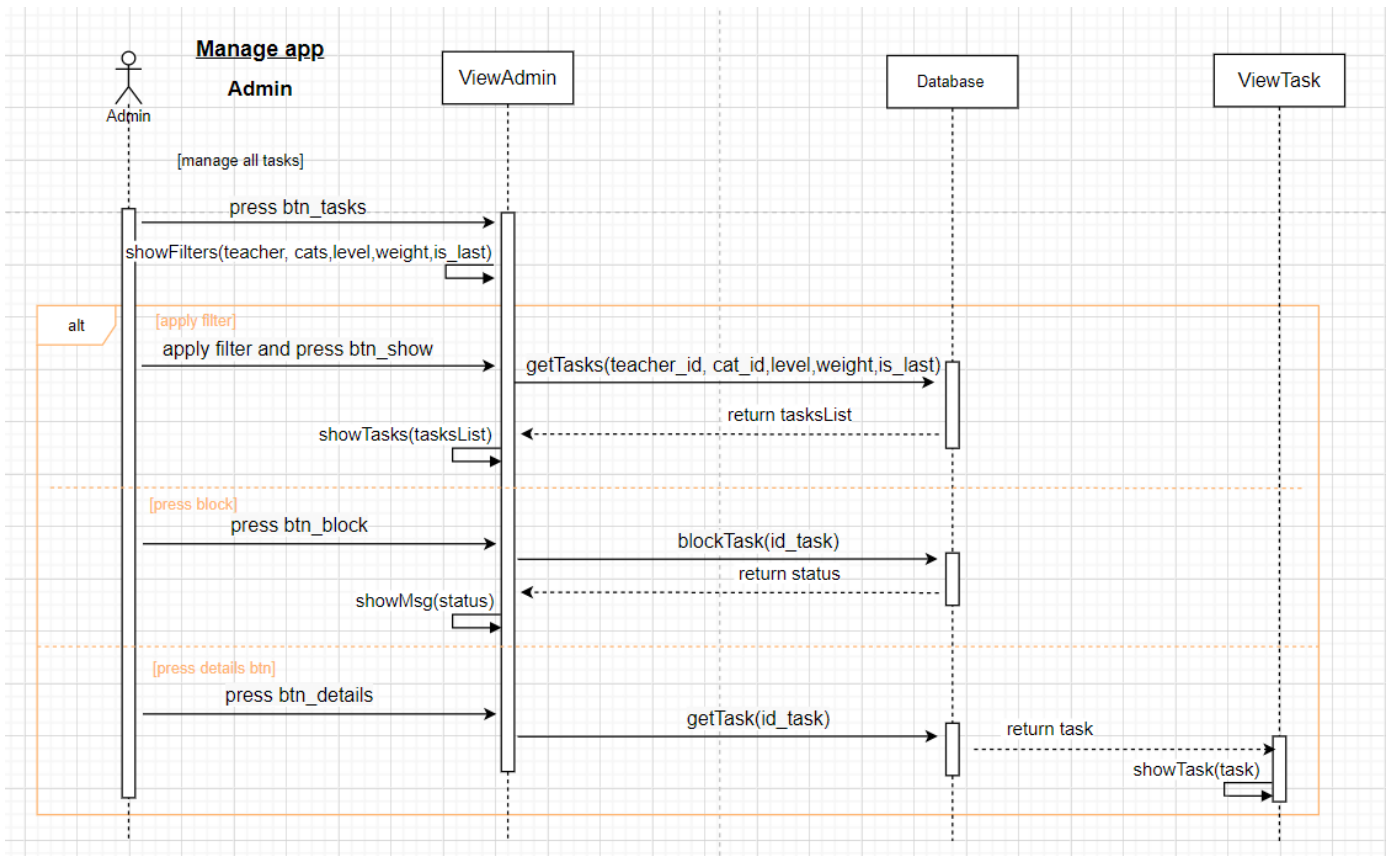 Manage app
Admin
Admin
ViewAdmin
Database
ViewTask
[manage all tasks]
press btn_tasks
showFilters(teacher, cats,level,weight,is_last)
alt
[apply filter]
apply filter and press btn_show
getTasks(teacher_id, cat_id,level,weight,is_last)
return tasksList
showTasks(tasksList)
[press block]
press btn_block
blockTask(id_task)
return status
showMsg(status)
[press details btn]
press btn_details
getTask(id_task)
return task
showTask(task)